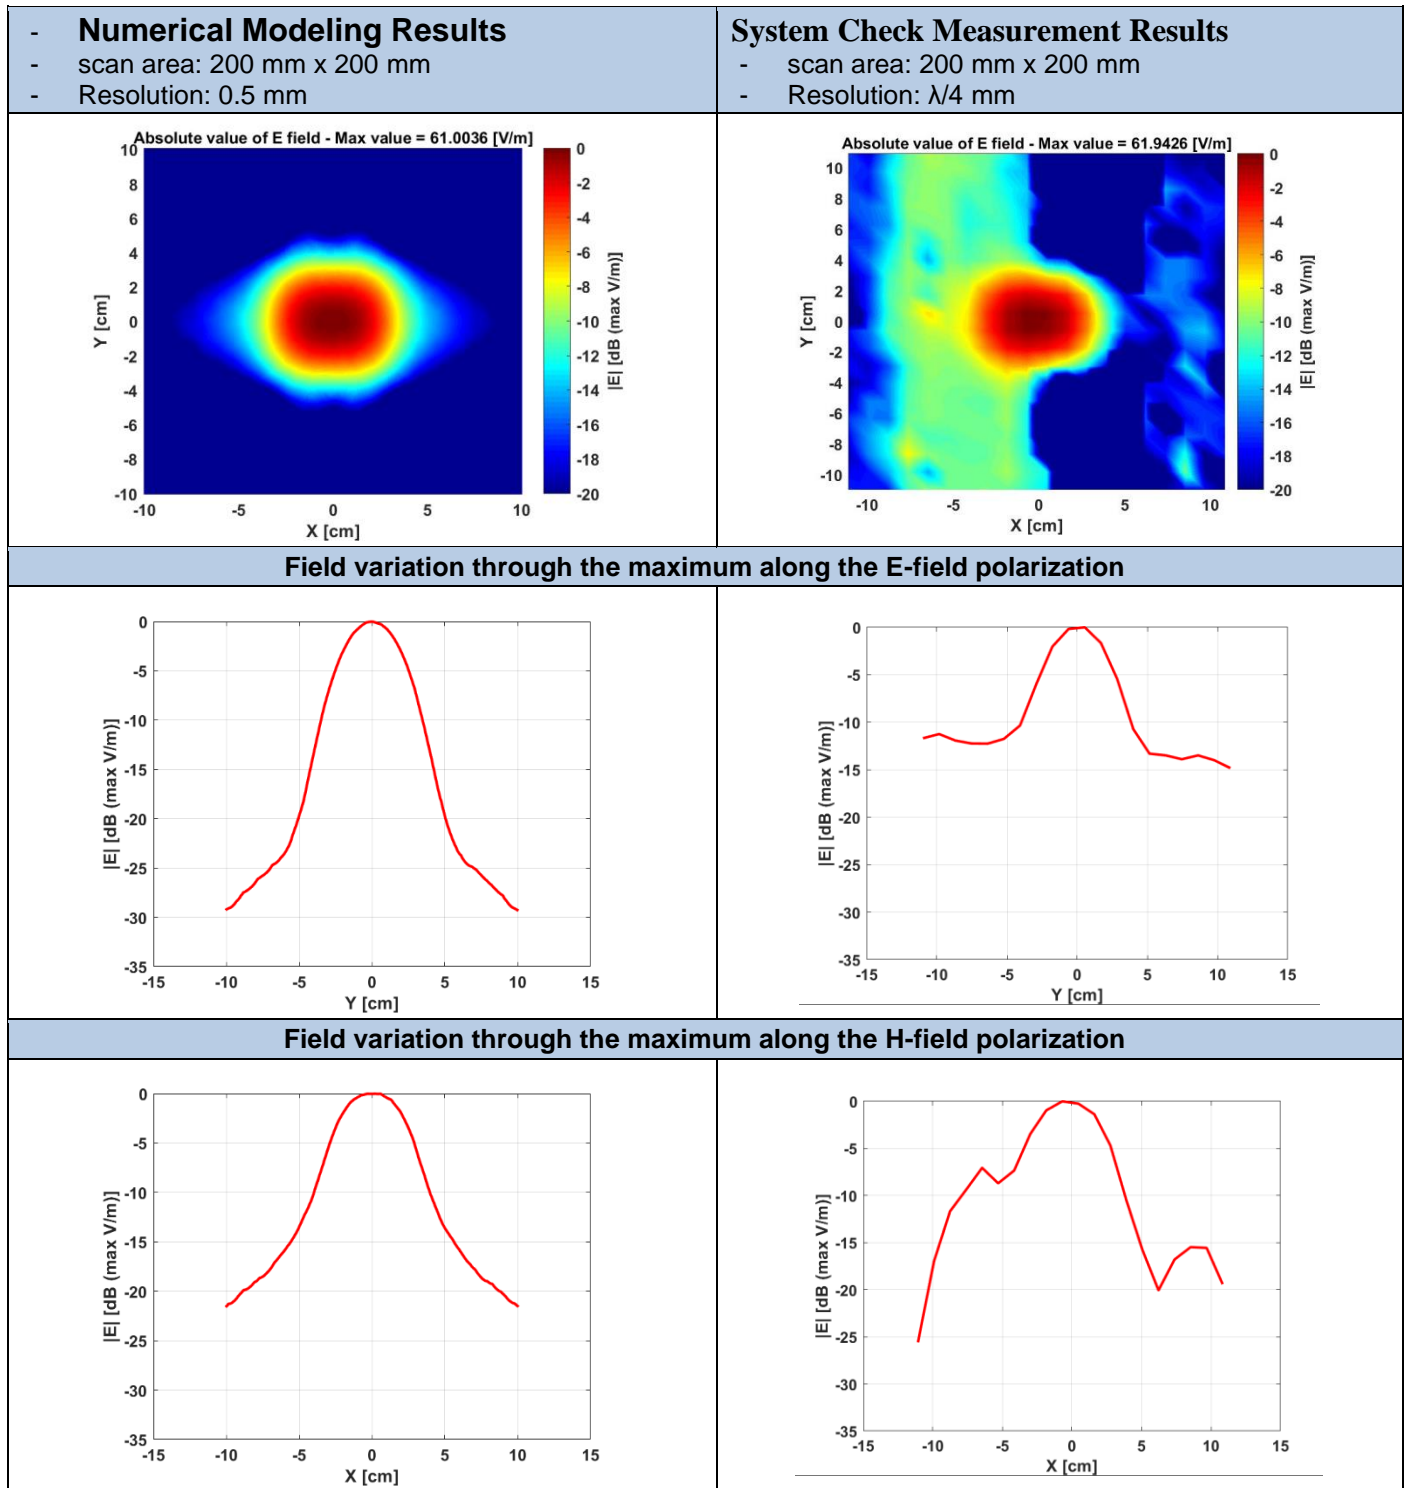 - Numerical Modeling Results
- scan area: 200 mm x 200 mm
- Resolution: 0.5 mm
System Check Measurement Results
- scan area: 200 mm x 200 mm
- Resolution: λ/4 mm
Absolute value of E field - Max value = 61.0036 [V/m]
10
8
6
4
2
0
-2
-4
-6
-8
-10
Y [cm]
-10 -5 0 5 10
X [cm]
0
-2
-4
-6
-8
-10
-12
-14
-16
-18
-20
|E| [dB (max V/m)]
Absolute value of E field - Max value = 61.9426 [V/m]
10
8
6
4
2
0
-2
-4
-6
-8
-10
Y [cm]
-10 -5 0 5 10
X [cm]
0
-2
-4
-6
-8
-10
-12
-14
-16
-18
-20
|E| [dB (max V/m)]
Field variation through the maximum along the E-field polarization
0
-5
-10
-15
-20
-25
-30
-35
|E| [dB (max V/m)]
-15 -10 -5 0 5 10 15
Y [cm]
0
-5
-10
-15
-20
-25
-30
-35
|E| [dB (max V/m)]
-15 -10 -5 0 5 10 15
Y [cm]
Field variation through the maximum along the H-field polarization
0
-5
-10
-15
-20
-25
-30
-35
|E| [dB (max V/m)]
-15 -10 -5 0 5 10 15
X [cm]
0
-5
-10
-15
-20
-25
-30
-35
|E| [dB (max V/m)]
-15 -10 -5 0 5 10 15
X [cm]